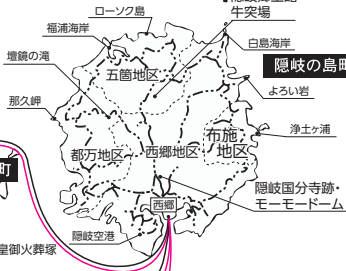 ローソク島
牛突場
福浦海岸
白島海岸
壇鏡の滝
五箇地区
隠岐の島町
よろい岩
那久岬
浄土ヶ浦
布施
地区
都万地区
西郷地区
町
隠岐国分寺跡・
モーモードーム
西郷
隠岐空港
皇御火葬塚